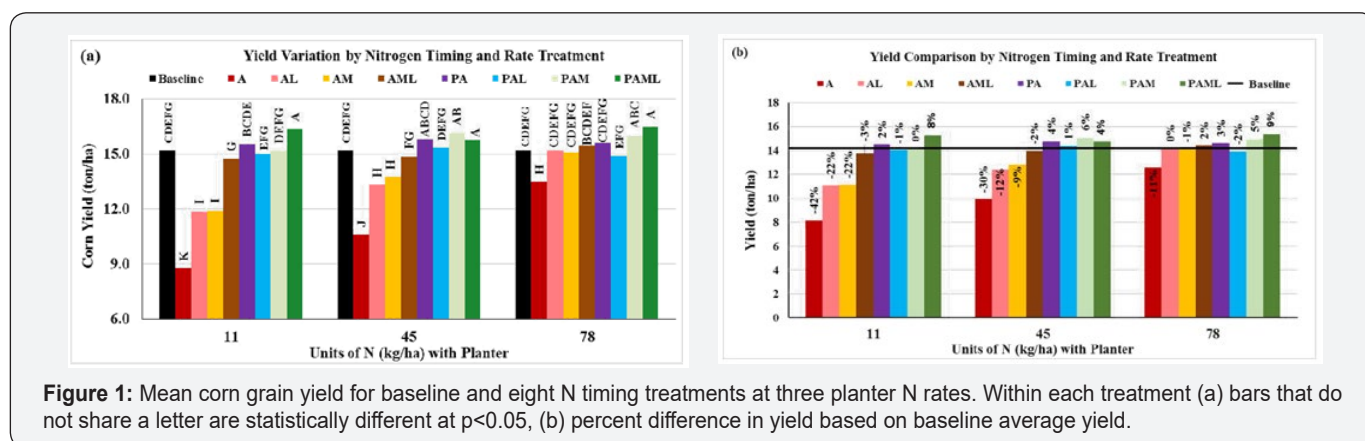 (a) Yield Variation by Nitrogen Timing and Rate Treatment
Baseline A AL AM AML PA PAL PAM PAML
Corn Yield (ton/ha)
18.0
15.0
12.0
9.0
6.0
CDEFG K I I G BCDE EFG DEFG A
CDEFG J H H FG ABCD DEFG AB A
CDEFG H CDEFG CDEFG BCDEF CDEFG EFG ABC A
11 45 78
Units of N (kg/ha) with Planter
(b) Yield Comparison by Nitrogen Timing and Rate Treatment
A AL AM AML PA PAL PAM PAML Baseline
Yield (ton/ha)
18
16
14
12
10
8
6
4
2
0
-42% -22% -22% -3% 2% -1% 0% 8%
-30% -12% -9% -2% 4% 1% 6% 4%
-11% 0% -1% 2% 3% -2% 5% 9%
11 45 78
Units of N (kg/ha) with Planter
Figure 1: Mean corn grain yield for baseline and eight N timing treatments at three planter N rates. Within each treatment (a) bars that do
not share a letter are statistically different at p<0.05, (b) percent difference in yield based on baseline average yield.